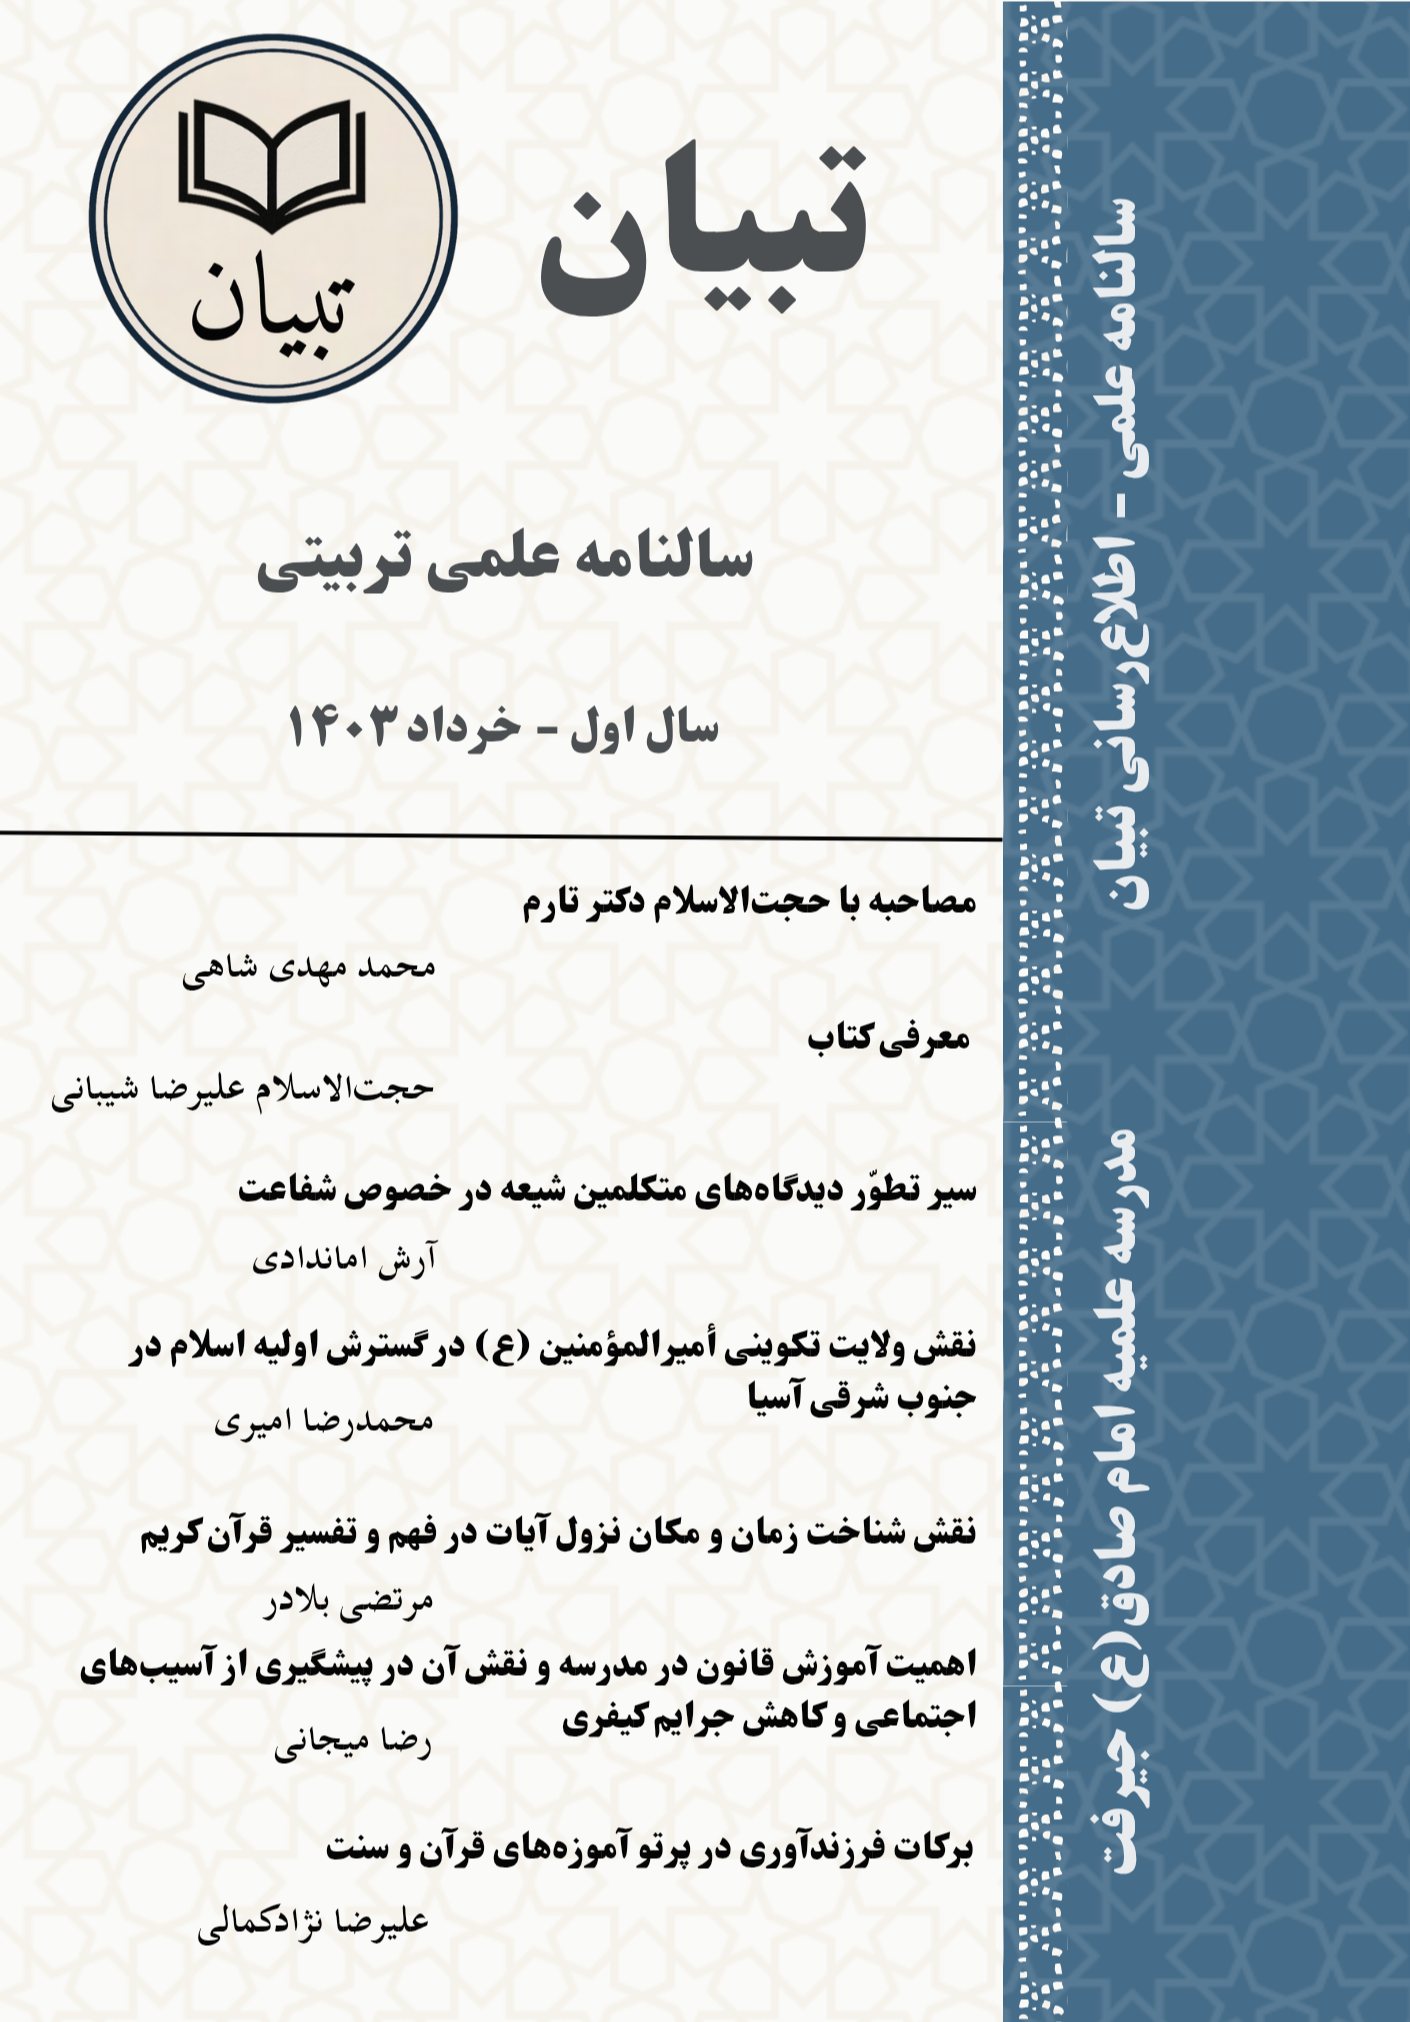 تبیان
تبیان
سالنامه علمی تربیتی
سال اول - خرداد ۱۴۰۳
مصاحبه با حجت‌الاسلام دکتر تارم
محمد مهدی شاهی
معرفی کتاب
حجت‌الاسلام علیرضا شیبانی
سیر تطوّر دیدگاه‌های متکلمین شیعه در خصوص شفاعت
آرش امان‌دادی
نقش ولایت تکوینی أمیرالمؤمنین (ع) در گسترش اولیه اسلام در
جنوب شرقی آسیا
محمدرضا امیری
نقش شناخت زمان و مکان نزول آیات در فهم و تفسیر قرآن کریم
مرتضی بلادر
اهمیت آموزش قانون در مدرسه و نقش آن در پیشگیری از آسیب‌های
اجتماعی و کاهش جرایم کیفری
رضا میجانی
برکات فرزندآوری در پرتو آموزه‌های قرآن و سنت
علیرضا نژادکمالی
سالنامه علمی - اطلاع‌رسانی تبیان
مدرسه علمیه امام صادق(ع) جیرفت